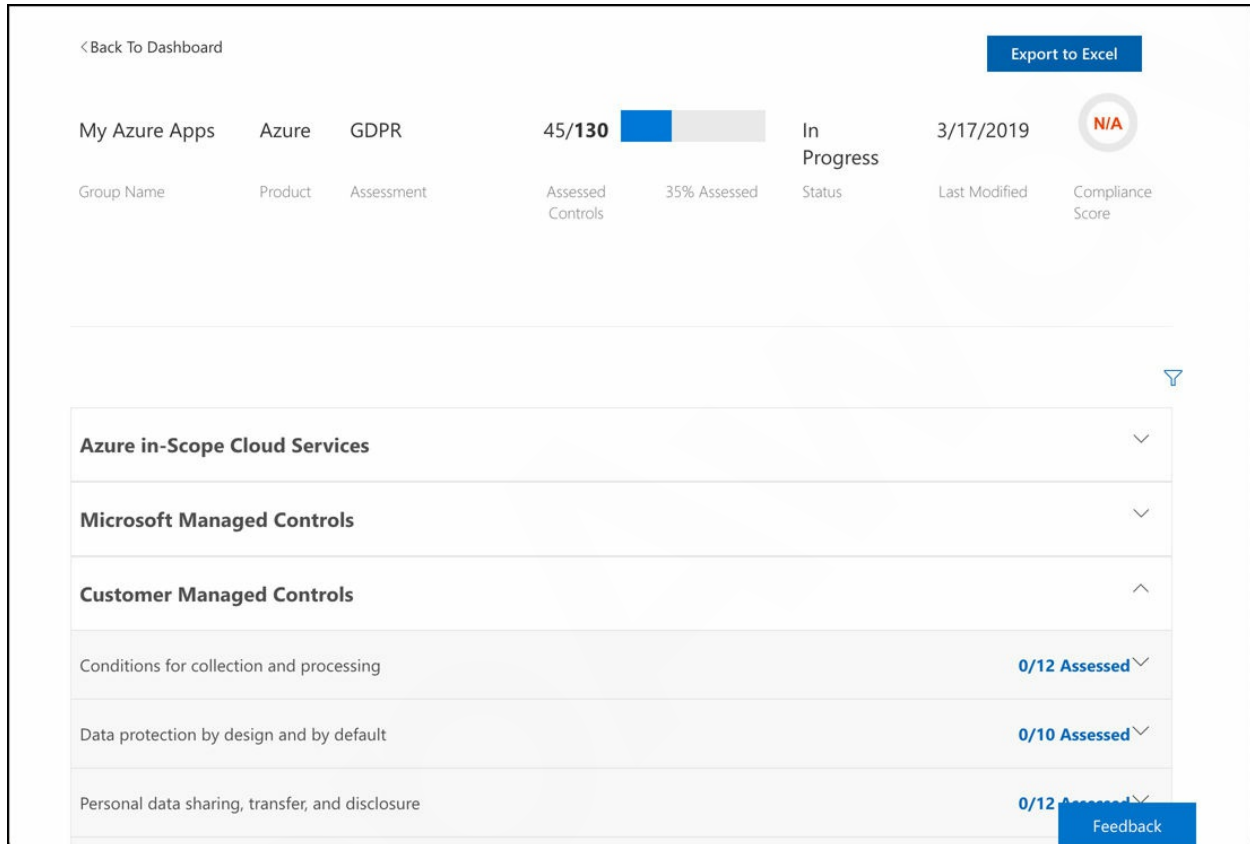 <Back To Dashboard
Export to Excel
My Azure Apps Azure GDPR 45/130 In Progress 3/17/2019 N/A
Group Name Product Assessment Assessed Controls 35% Assessed Status Last Modified Compliance Score
Azure in-Scope Cloud Services
Microsoft Managed Controls
Customer Managed Controls
Conditions for collection and processing 0/12 Assessed
Data protection by design and by default 0/10 Assessed
Personal data sharing, transfer, and disclosure 0/12
Feedback